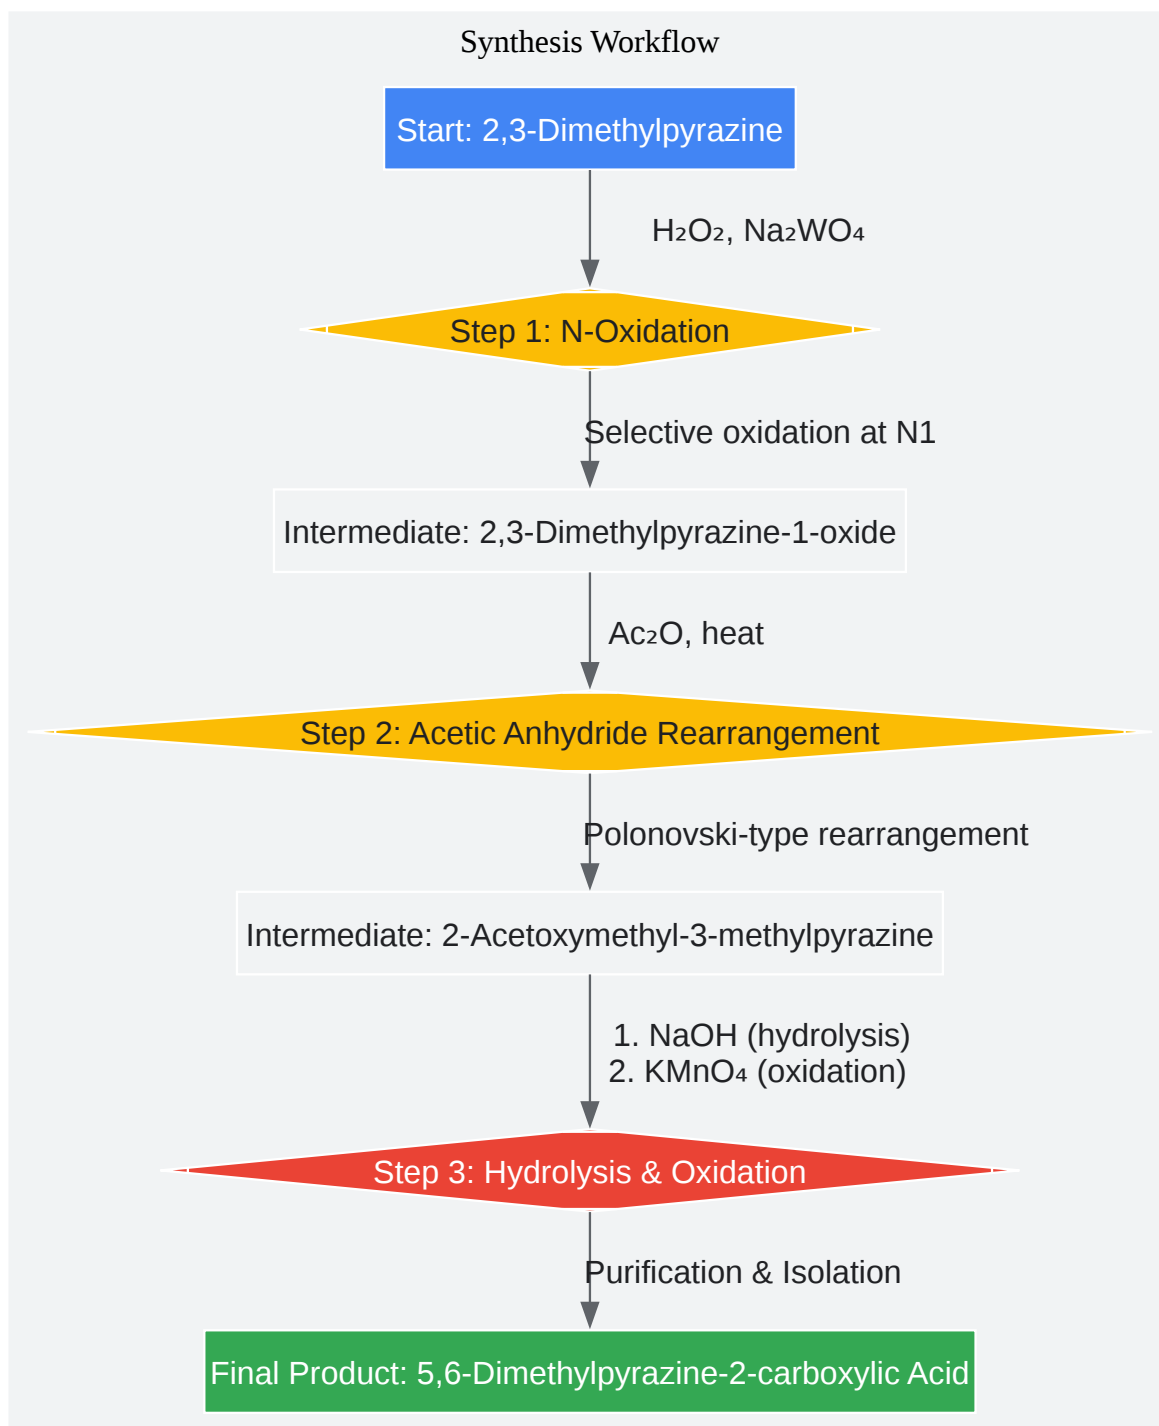 Synthesis Workflow
Start: 2,3-Dimethylpyrazine
H₂O₂, Na₂WO₄
Step 1: N-Oxidation
Selective oxidation at N1
Intermediate: 2,3-Dimethylpyrazine-1-oxide
Ac₂O, heat
Step 2: Acetic Anhydride Rearrangement
Polonovski-type rearrangement
Intermediate: 2-Acetoxymethyl-3-methylpyrazine
1. NaOH (hydrolysis)
2. KMnO₄ (oxidation)
Step 3: Hydrolysis & Oxidation
Purification & Isolation
Final Product: 5,6-Dimethylpyrazine-2-carboxylic Acid